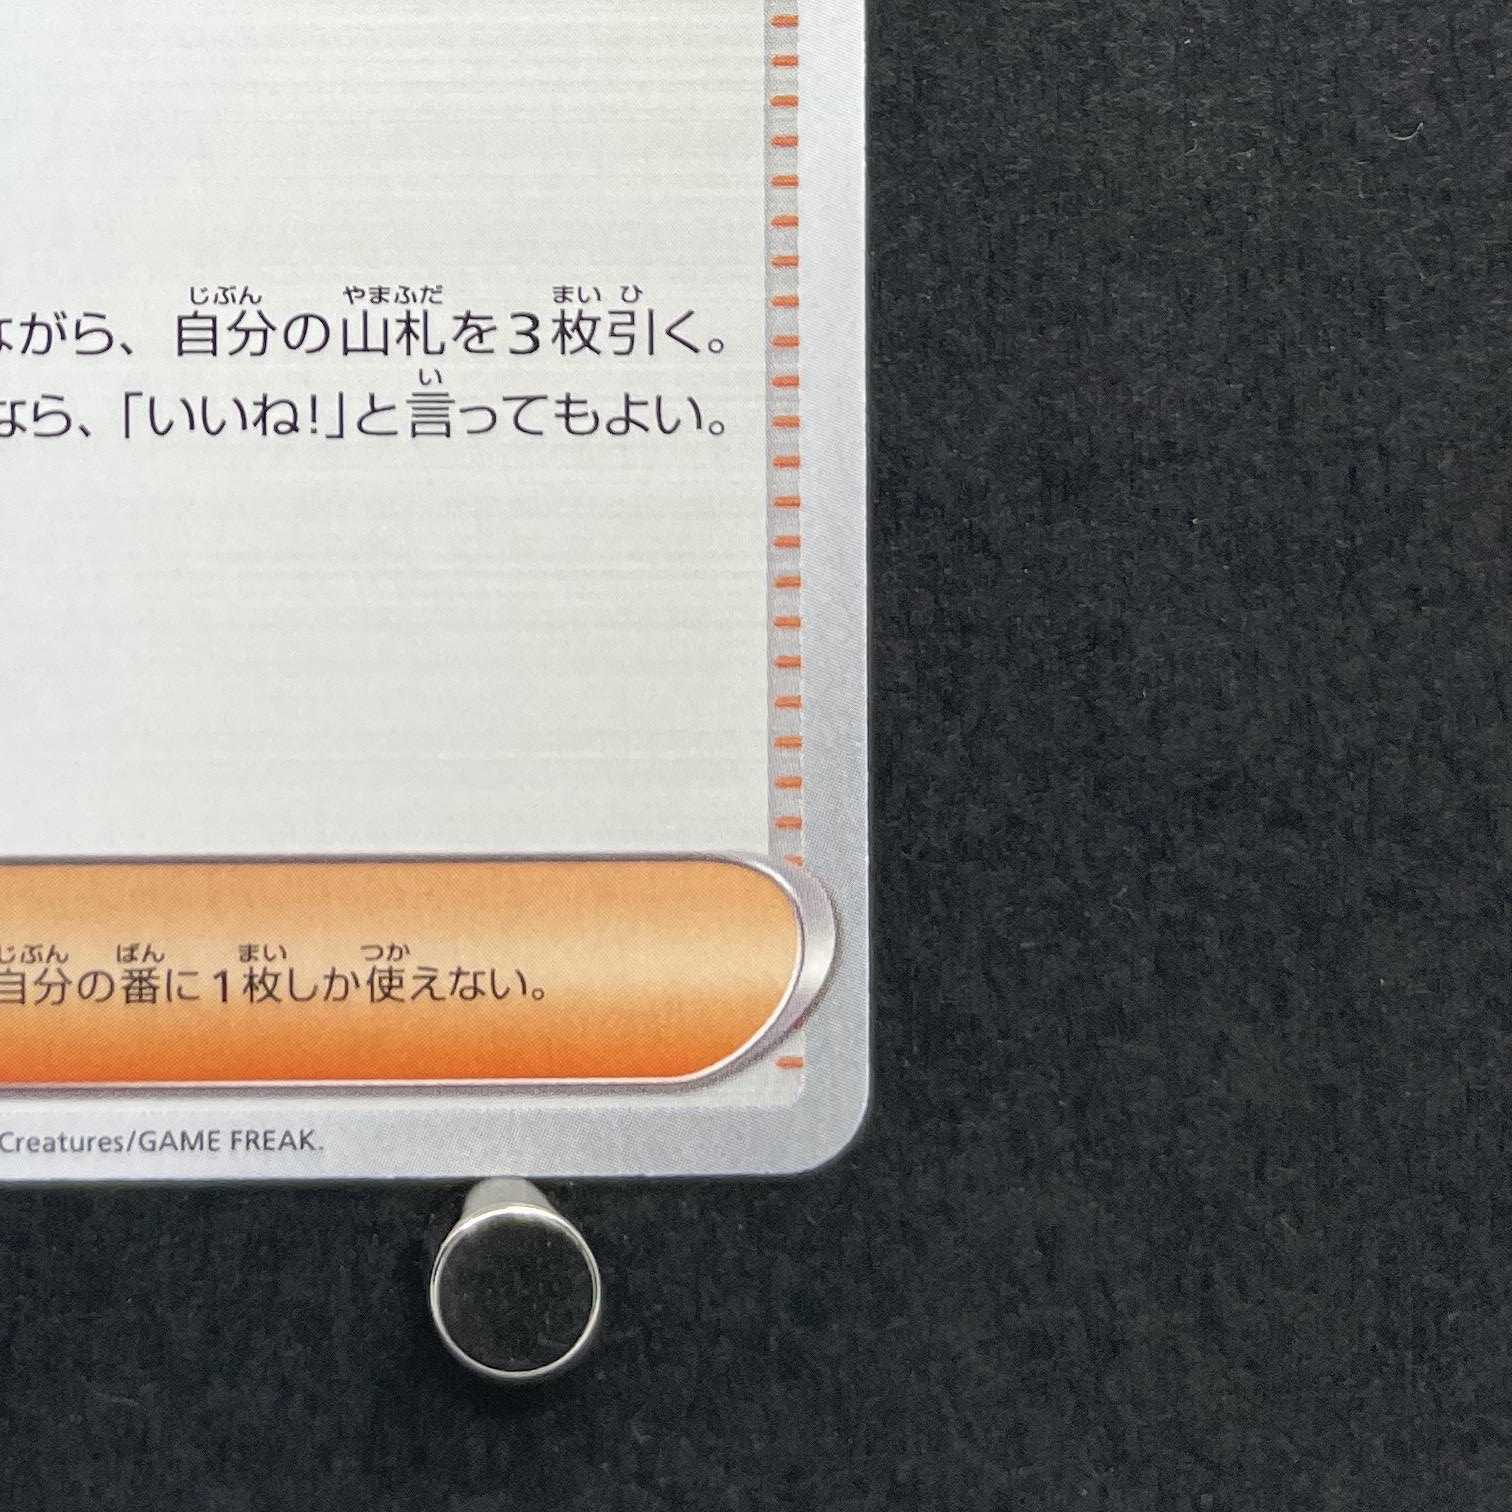 ながら、自分の山札を3枚引く。
なら、「いいね!」と言ってもよい。
自分の番に1枚しか使えない。
Creatures/GAME FREAK.